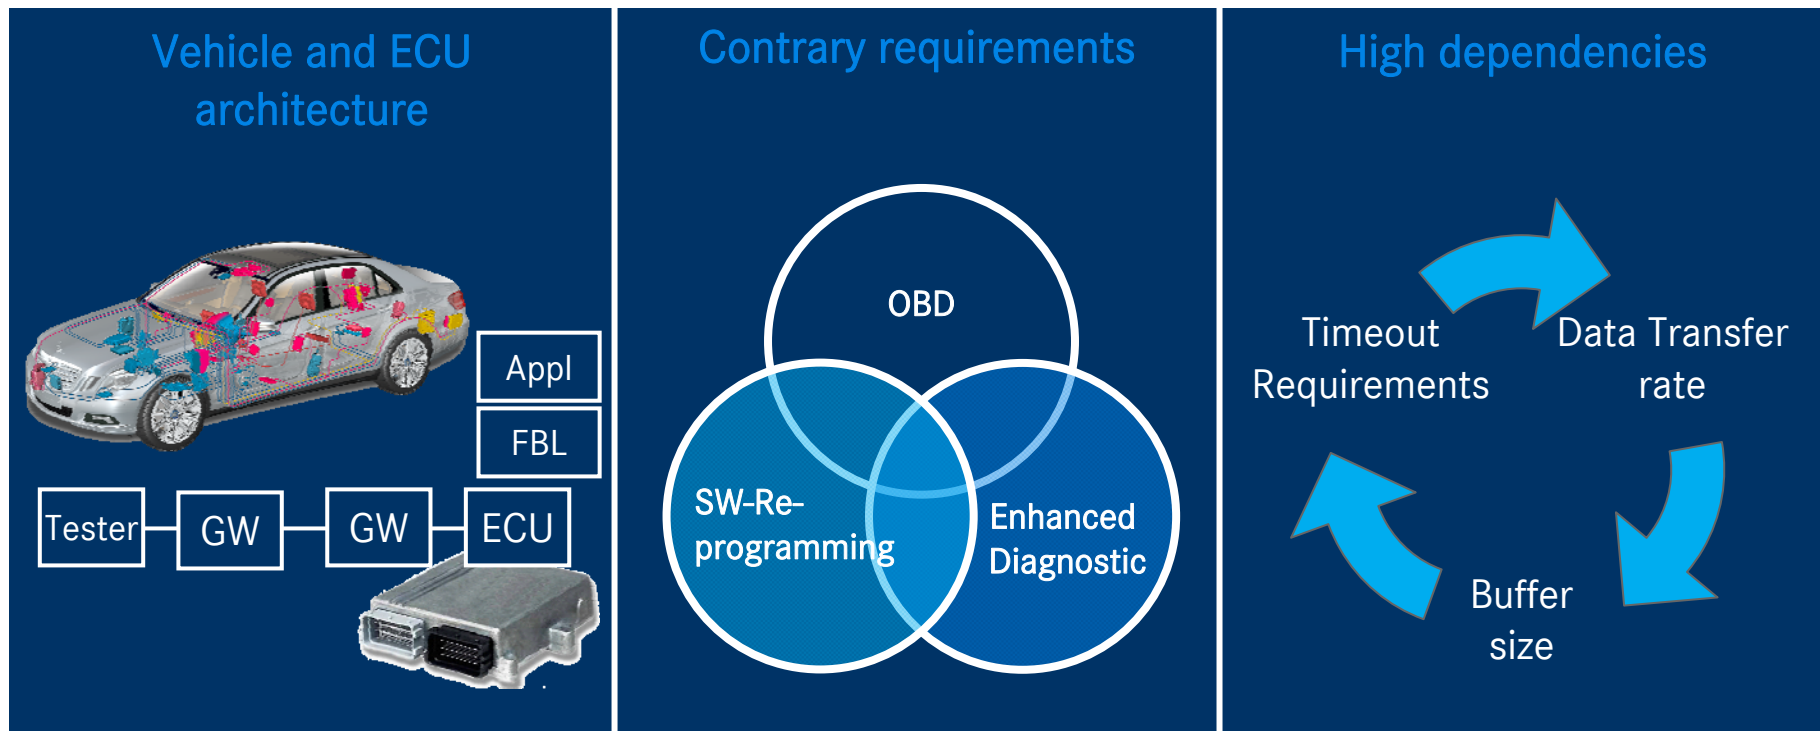 Vehicle and ECU
architecture
Appl
FBL
Tester
GW
GW
ECU
Contrary requirements
OBD
SW-Re-
programming
Enhanced
Diagnostic
High dependencies
Timeout
Requirements
Data Transfer
rate
Buffer
size